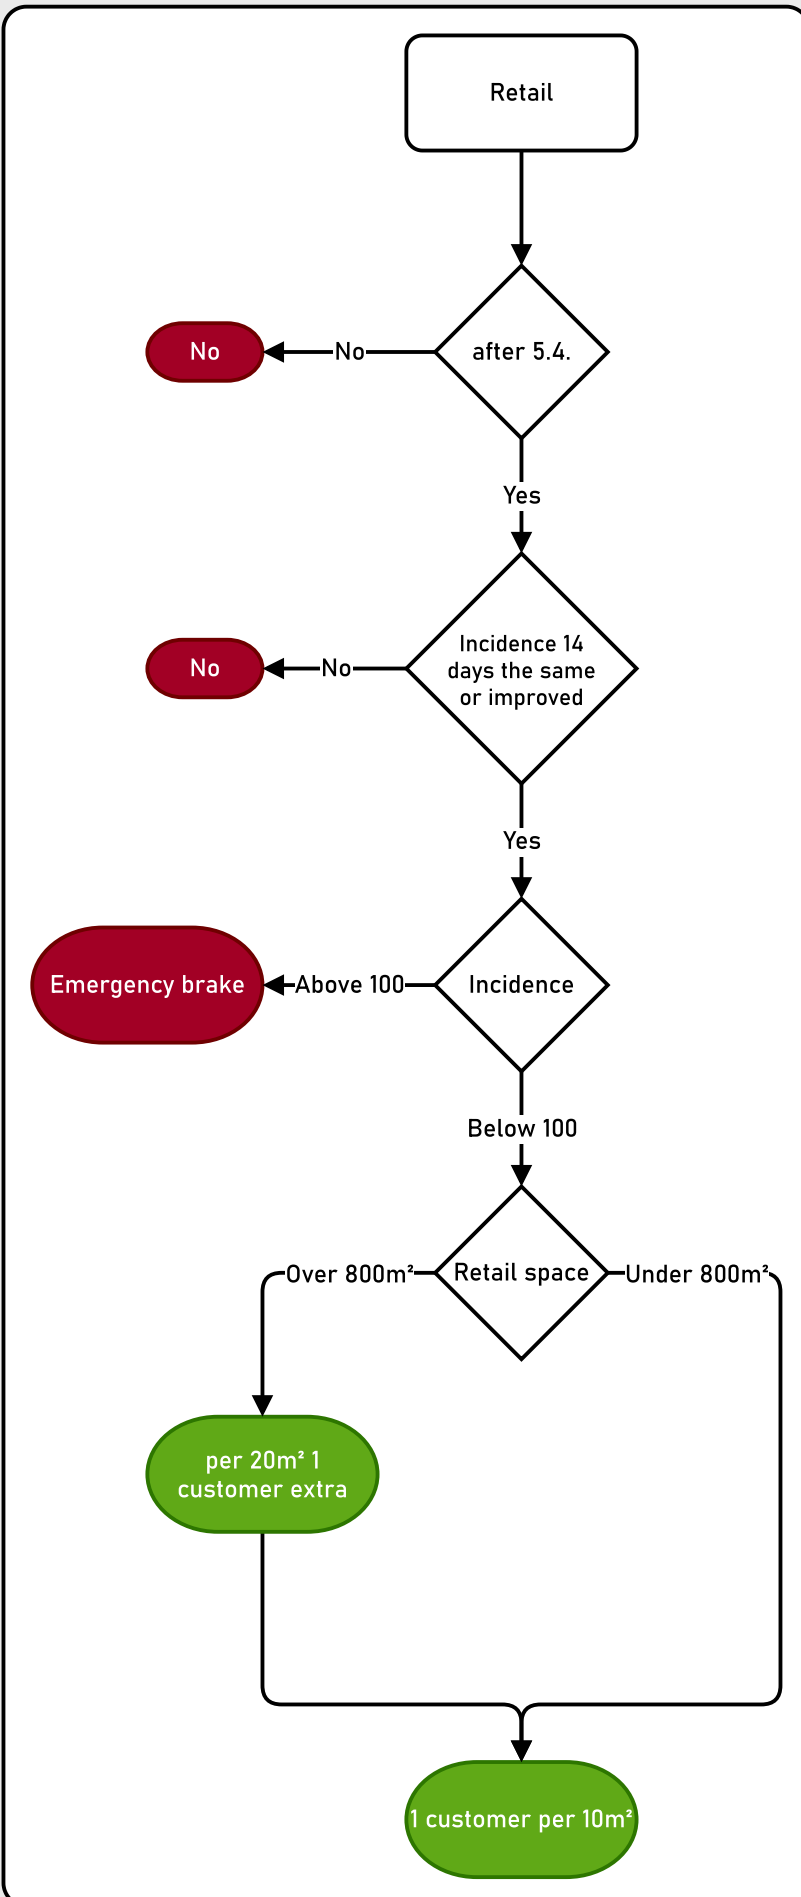 Retail
after 5.4.
No
No
Yes
Incidence 14
days the same
or improved
No
No
Yes
Incidence
Above 100
Emergency brake
Below 100
Retail space
Over 800m²
Under 800m²
per 20m² 1
customer extra
1 customer per 10m²